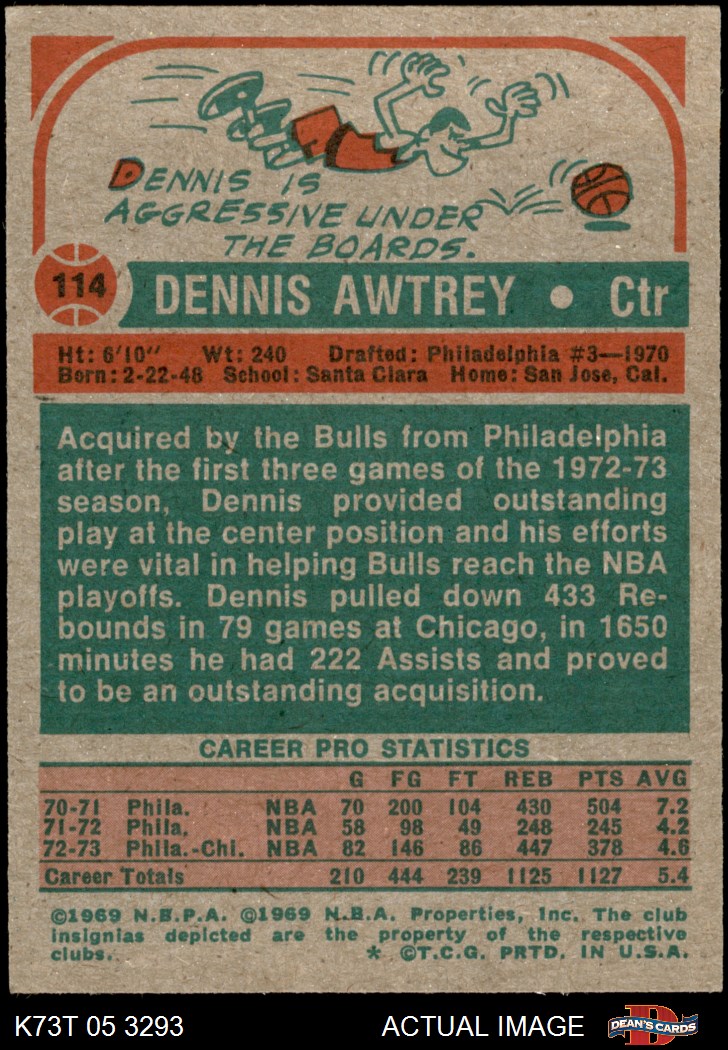 DENNIS IS
AGGRESSIVE UNDER
THE BOARDS.
114 DENNIS AWTREY • Ctr
Ht: 6'10" Wt: 240 Drafted: Philadelphia #3—1970
Born: 2-22-48 School: Santa Clara Home: San Jose, Cal.
Acquired by the Bulls from Philadelphia
after the first three games of the 1972-73
season, Dennis provided outstanding
play at the center position and his efforts
were vital in helping Bulls reach the NBA
playoffs. Dennis pulled down 433 Re-
bounds in 79 games at Chicago, in 1650
minutes he had 222 Assists and proved
to be an outstanding acquisition.
CAREER PRO STATISTICS
G FG FT REB PTS AVG
70-71 Phila. NBA 70 200 104 430 504 7.2
71-72 Phila. NBA 58 98 49 248 245 4.2
72-73 Phila.-Chi. NBA 82 146 86 447 378 4.6
Career Totals 210 444 239 1125 1127 5.4
©1969 N.B.P.A. ©1969 N.B.A. Properties, Inc. The club
insignias depicted are the property of the respective
clubs. * ©T.C.G. PRTD. IN U.S.A.
K73T 05 3293 ACTUAL IMAGE D DEAN'S CARDS